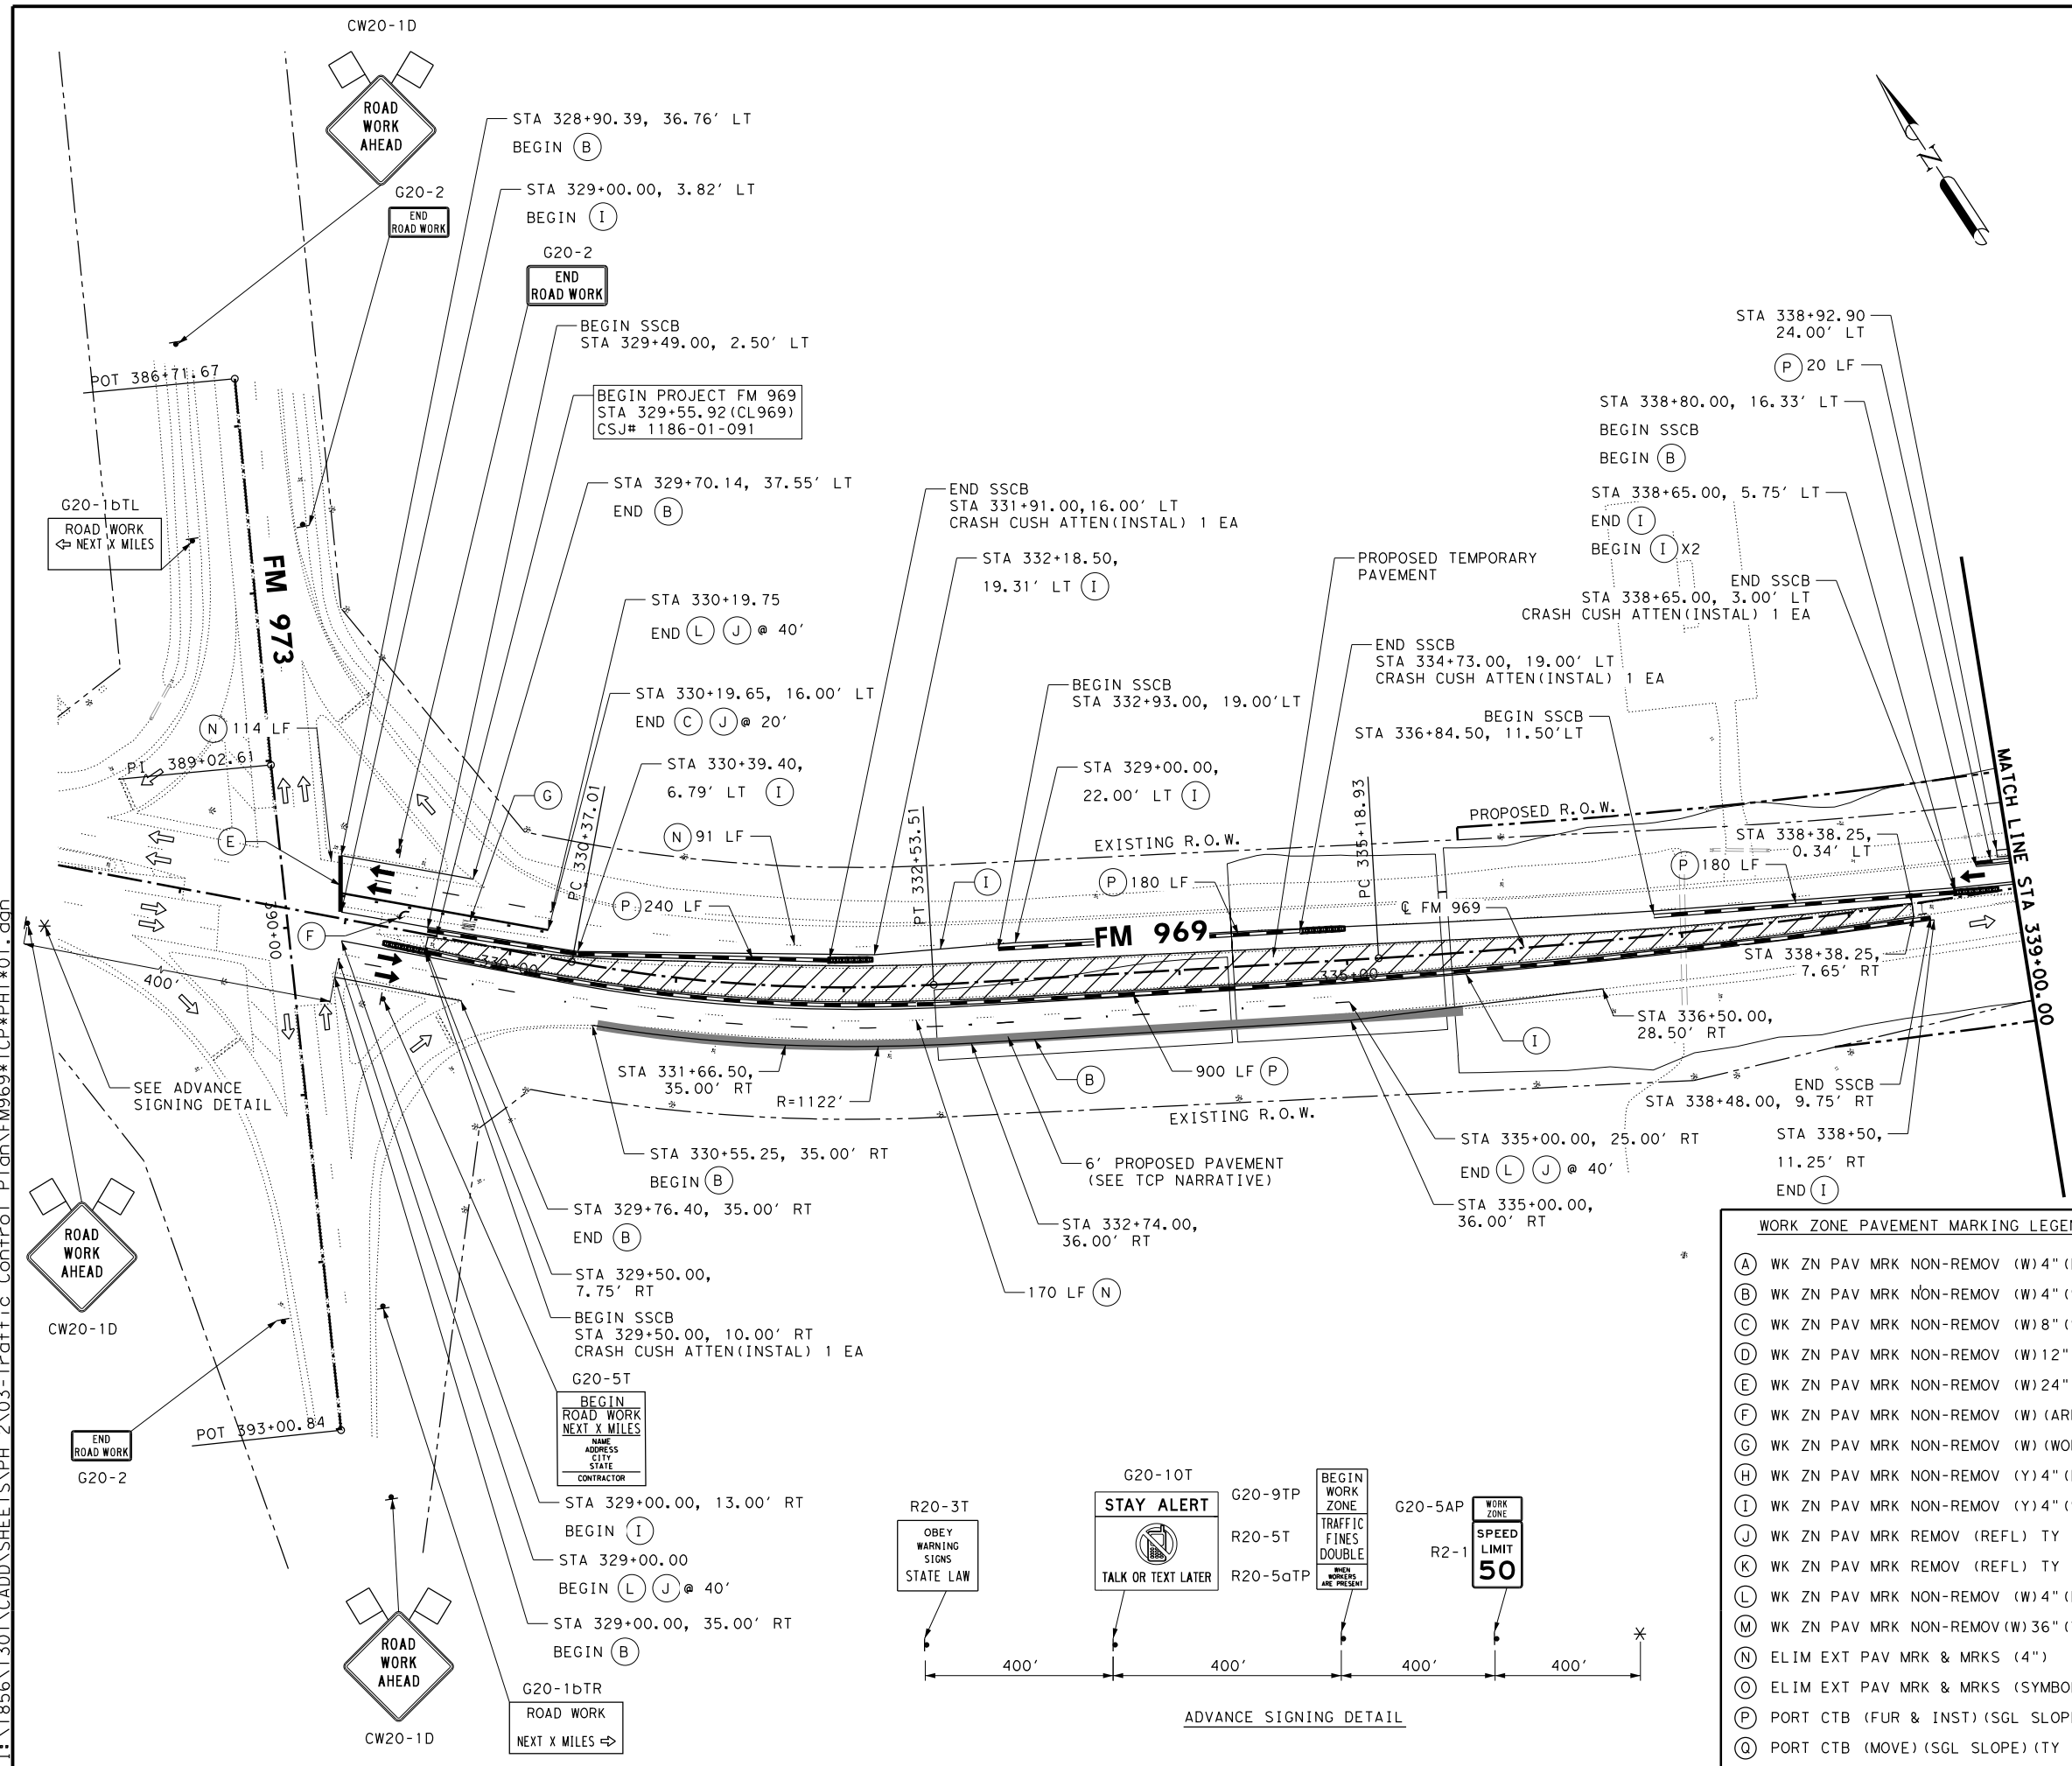 CW20-1D
ROAD
WORK
AHEAD
G20-2
END
ROAD WORK
STA 328+90.39, 36.76' LT
BEGIN B
STA 329+00.00, 3.82' LT
BEGIN I
G20-2
END
ROAD WORK
BEGIN SSCB
STA 329+49.00, 2.50' LT
BEGIN PROJECT FM 969
STA 329+55.92(CL969)
CSJ# 1186-01-091
STA 329+70.14, 37.55' LT
END B
POT 386+71.67
G20-1bTL
ROAD WORK
⇦ NEXT X MILES
FM 973
STA 330+19.75
END L J @ 40'
STA 330+19.65, 16.00' LT
END C J @ 20'
STA 330+39.40,
6.79' LT I
END SSCB
STA 331+91.00,16.00' LT
CRASH CUSH ATTEN(INSTAL) 1 EA
STA 332+18.50,
19.31' LT I
BEGIN SSCB
STA 332+93.00, 19.00'LT
STA 329+00.00,
22.00' LT I
PROPOSED TEMPORARY
PAVEMENT
END SSCB
STA 334+73.00, 19.00' LT
CRASH CUSH ATTEN(INSTAL) 1 EA
BEGIN SSCB
STA 336+84.50, 11.50'LT
STA 338+92.90
24.00' LT
P 20 LF
STA 338+80.00, 16.33' LT
BEGIN SSCB
BEGIN B
STA 338+65.00, 5.75' LT
END I
BEGIN I X2
END SSCB
STA 338+65.00, 3.00' LT
CRASH CUSH ATTEN(INSTAL) 1 EA
N
MATCH LINE STA 339+00.00
N 114 LF
PI 389+02.61
E
F
G
N 91 LF
P 240 LF
PC 330+37.01
PT 332+53.51
PC 335+18.93
I
P 180 LF
EXISTING R.O.W.
PROPOSED R.O.W.
FM 969
℄ FM 969
STA 338+38.25,
0.34' LT
P 180 LF
STA 338+38.25,
7.65' RT
390+00
330+00
335+00
400'
SEE ADVANCE
SIGNING DETAIL
STA 331+66.50,
35.00' RT
R=1122'
B
900 LF P
I
STA 336+50.00,
28.50' RT
EXISTING R.O.W.
END SSCB
STA 338+48.00, 9.75' RT
STA 338+50,
11.25' RT
END I
STA 330+55.25, 35.00' RT
BEGIN B
STA 329+76.40, 35.00' RT
END B
STA 329+50.00,
7.75' RT
BEGIN SSCB
STA 329+50.00, 10.00' RT
CRASH CUSH ATTEN(INSTAL) 1 EA
6' PROPOSED PAVEMENT
(SEE TCP NARRATIVE)
STA 332+74.00,
36.00' RT
170 LF N
STA 335+00.00, 25.00' RT
END L J @ 40'
STA 335+00.00,
36.00' RT
ROAD
WORK
AHEAD
CW20-1D
END
ROAD WORK
G20-2
POT 393+00.84
G20-5T
BEGIN
ROAD WORK
NEXT X MILES
NAME
ADDRESS
CITY
STATE
CONTRACTOR
STA 329+00.00, 13.00' RT
BEGIN I
STA 329+00.00
BEGIN L J @ 40'
STA 329+00.00, 35.00' RT
BEGIN B
G20-1bTR
ROAD WORK
NEXT X MILES ⇨
ROAD
WORK
AHEAD
CW20-1D
R20-3T
OBEY
WARNING
SIGNS
STATE LAW
G20-10T
STAY ALERT
TALK OR TEXT LATER
G20-9TP
R20-5T
R20-5aTP
BEGIN
WORK
ZONE
TRAFFIC
FINES
DOUBLE
WHEN
WORKERS
ARE PRESENT
G20-5AP
R2-1
WORK
ZONE
SPEED
LIMIT
50
400'
400'
400'
400'
ADVANCE SIGNING DETAIL
WORK ZONE PAVEMENT MARKING LEGE
A WK ZN PAV MRK NON-REMOV (W)4"(
B WK ZN PAV MRK NON-REMOV (W)4"(
C WK ZN PAV MRK NON-REMOV (W)8"(
D WK ZN PAV MRK NON-REMOV (W)12"
E WK ZN PAV MRK NON-REMOV (W)24"
F WK ZN PAV MRK NON-REMOV (W)(AR
G WK ZN PAV MRK NON-REMOV (W)(WO
H WK ZN PAV MRK NON-REMOV (Y)4"(
I WK ZN PAV MRK NON-REMOV (Y)4"(
J WK ZN PAV MRK REMOV (REFL) TY
K WK ZN PAV MRK REMOV (REFL) TY
L WK ZN PAV MRK NON-REMOV (W)4"(
M WK ZN PAV MRK NON-REMOV(W)36"(
N ELIM EXT PAV MRK & MRKS (4")
O ELIM EXT PAV MRK & MRKS (SYMBO
P PORT CTB (FUR & INST)(SGL SLOP
Q PORT CTB (MOVE)(SGL SLOPE)(TY
I:\1856\1301\CADD\SHEETS\PH 2\03-Traffic Control Plan\FM969*TCP*PH1*01.dgn